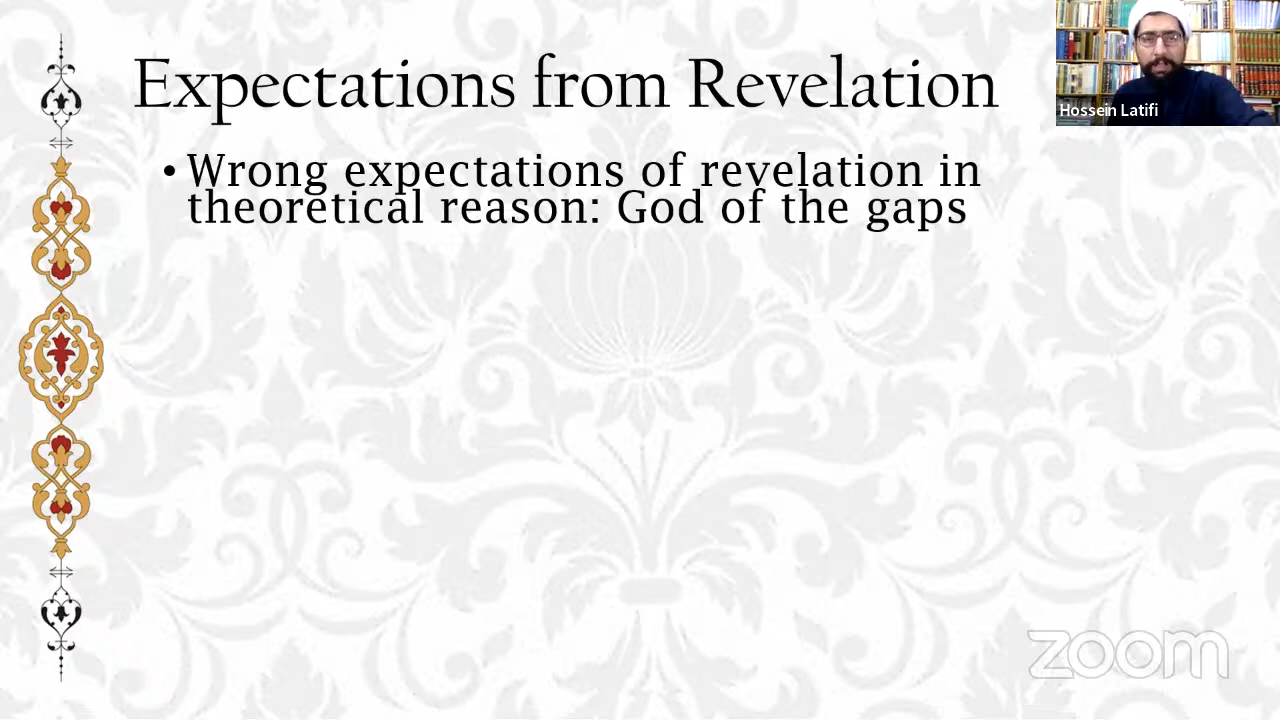 Expectations from Revelation
Hossein Latifi
• Wrong expectations of revelation in
theoretical reason: God of the gaps
zoom